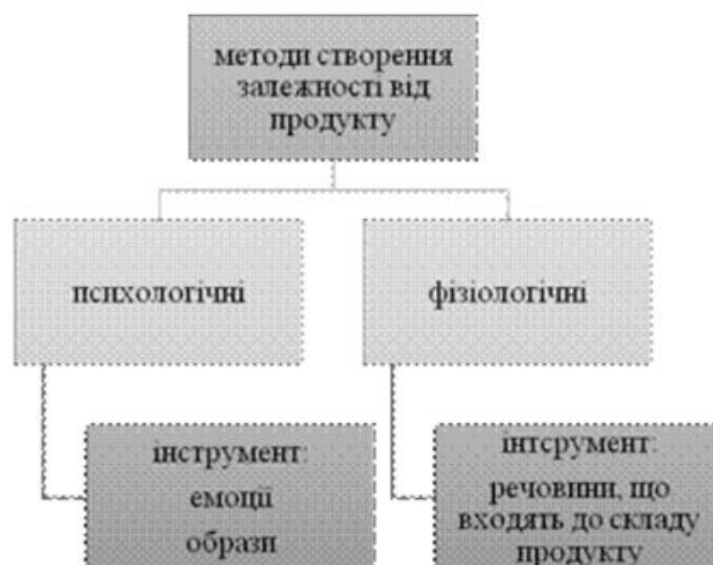 методи створення
залежності від
продукту
психологічні
фізіологічні
інструмент:
емоції
образи
інтсрумент:
речовини, що
входять до складу
продукту